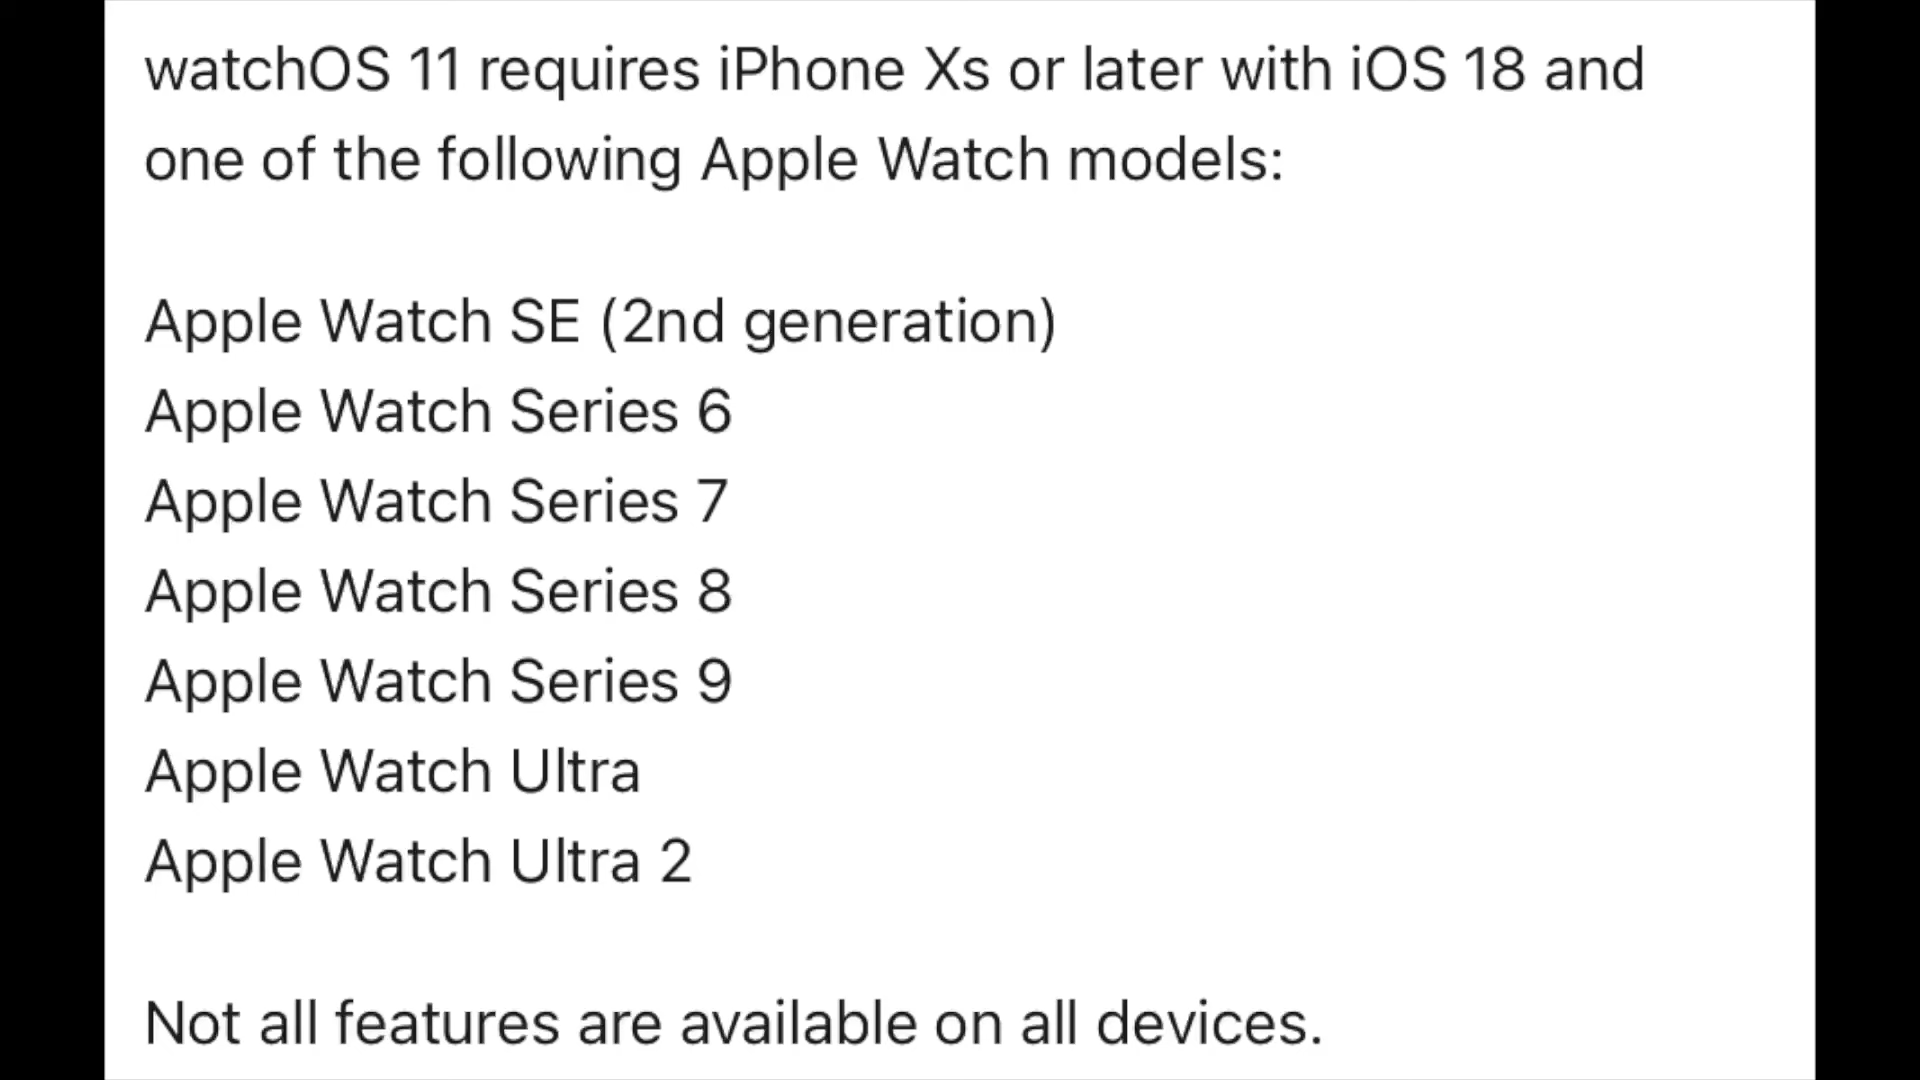 watchOS 11 requires iPhone Xs or later with iOS 18 and
one of the following Apple Watch models:
Apple Watch SE (2nd generation)
Apple Watch Series 6
Apple Watch Series 7
Apple Watch Series 8
Apple Watch Series 9
Apple Watch Ultra
Apple Watch Ultra 2
Not all features are available on all devices.